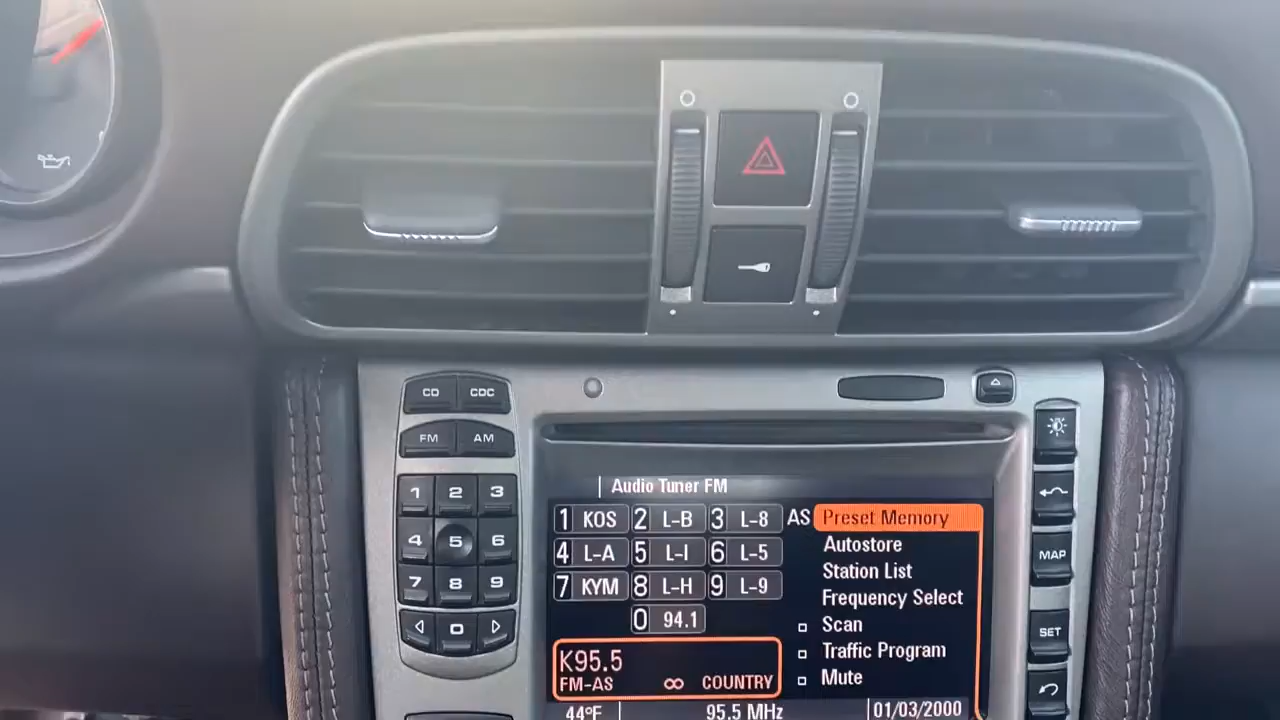 CD CDC
FM AM
1 2 3
4 5 6
7 8 9
0
MAP
SET
Audio Tuner FM
1 KOS 2 L-B 3 L-8 AS Preset Memory
4 L-A 5 L-I 6 L-5 Autostore
7 KYM 8 L-H 9 L-9 Station List
0 94.1 Frequency Select
Scan
Traffic Program
Mute
K95.5
FM-AS ∞ COUNTRY
44ºF 95.5 MHz 01/03/2000